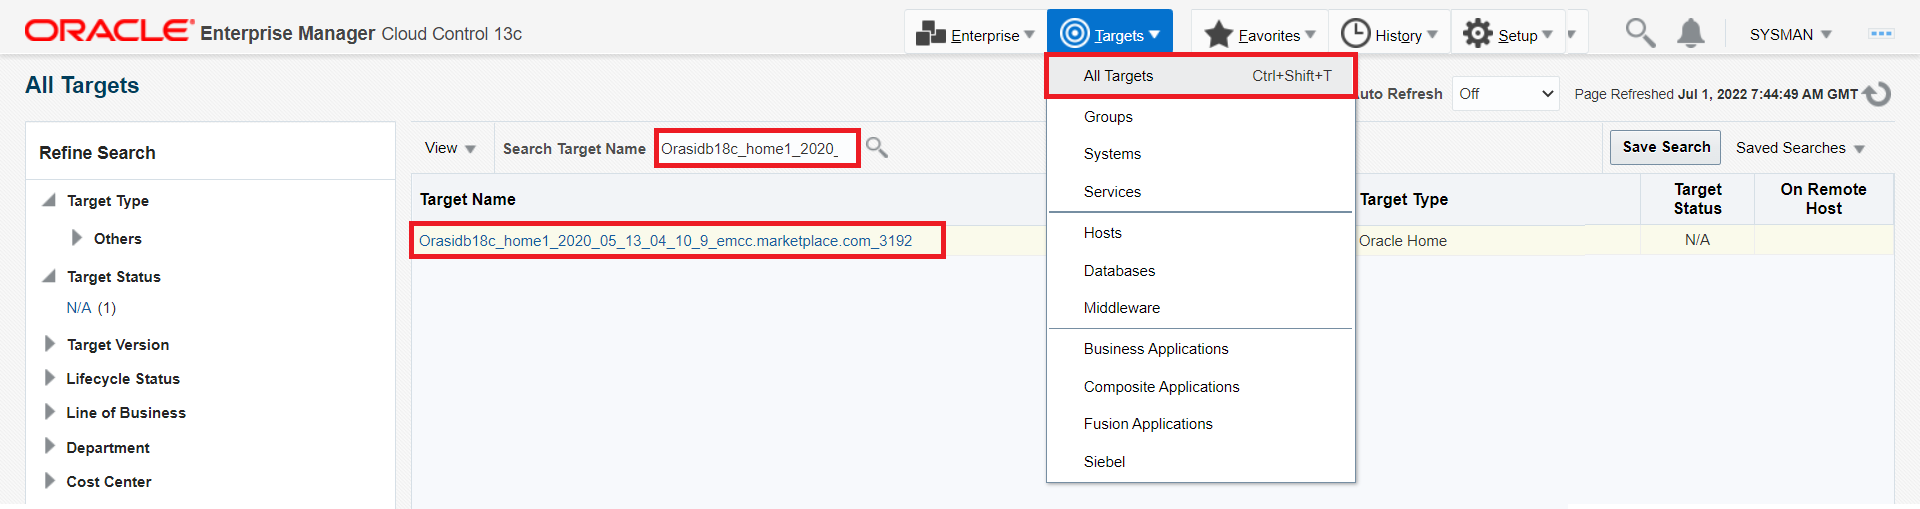 ORACLE Enterprise Manager Cloud Control 13c
Enterprise
Targets
Favorites
History
Setup
SYSMAN
All Targets
All Targets Ctrl+Shift+T
Groups
Systems
Services
Hosts
Databases
Middleware
Business Applications
Composite Applications
Fusion Applications
Siebel
uto Refresh Off
Page Refreshed Jul 1, 2022 7:44:49 AM GMT
Refine Search
Target Type
Others
Target Status
N/A (1)
Target Version
Lifecycle Status
Line of Business
Department
Cost Center
View
Search Target Name Orasidb18c_home1_2020_
Save Search
Saved Searches
Target Name
Target Type
Target
Status
On Remote
Host
Orasidb18c_home1_2020_05_13_04_10_9_emcc.marketplace.com_3192
Oracle Home
N/A